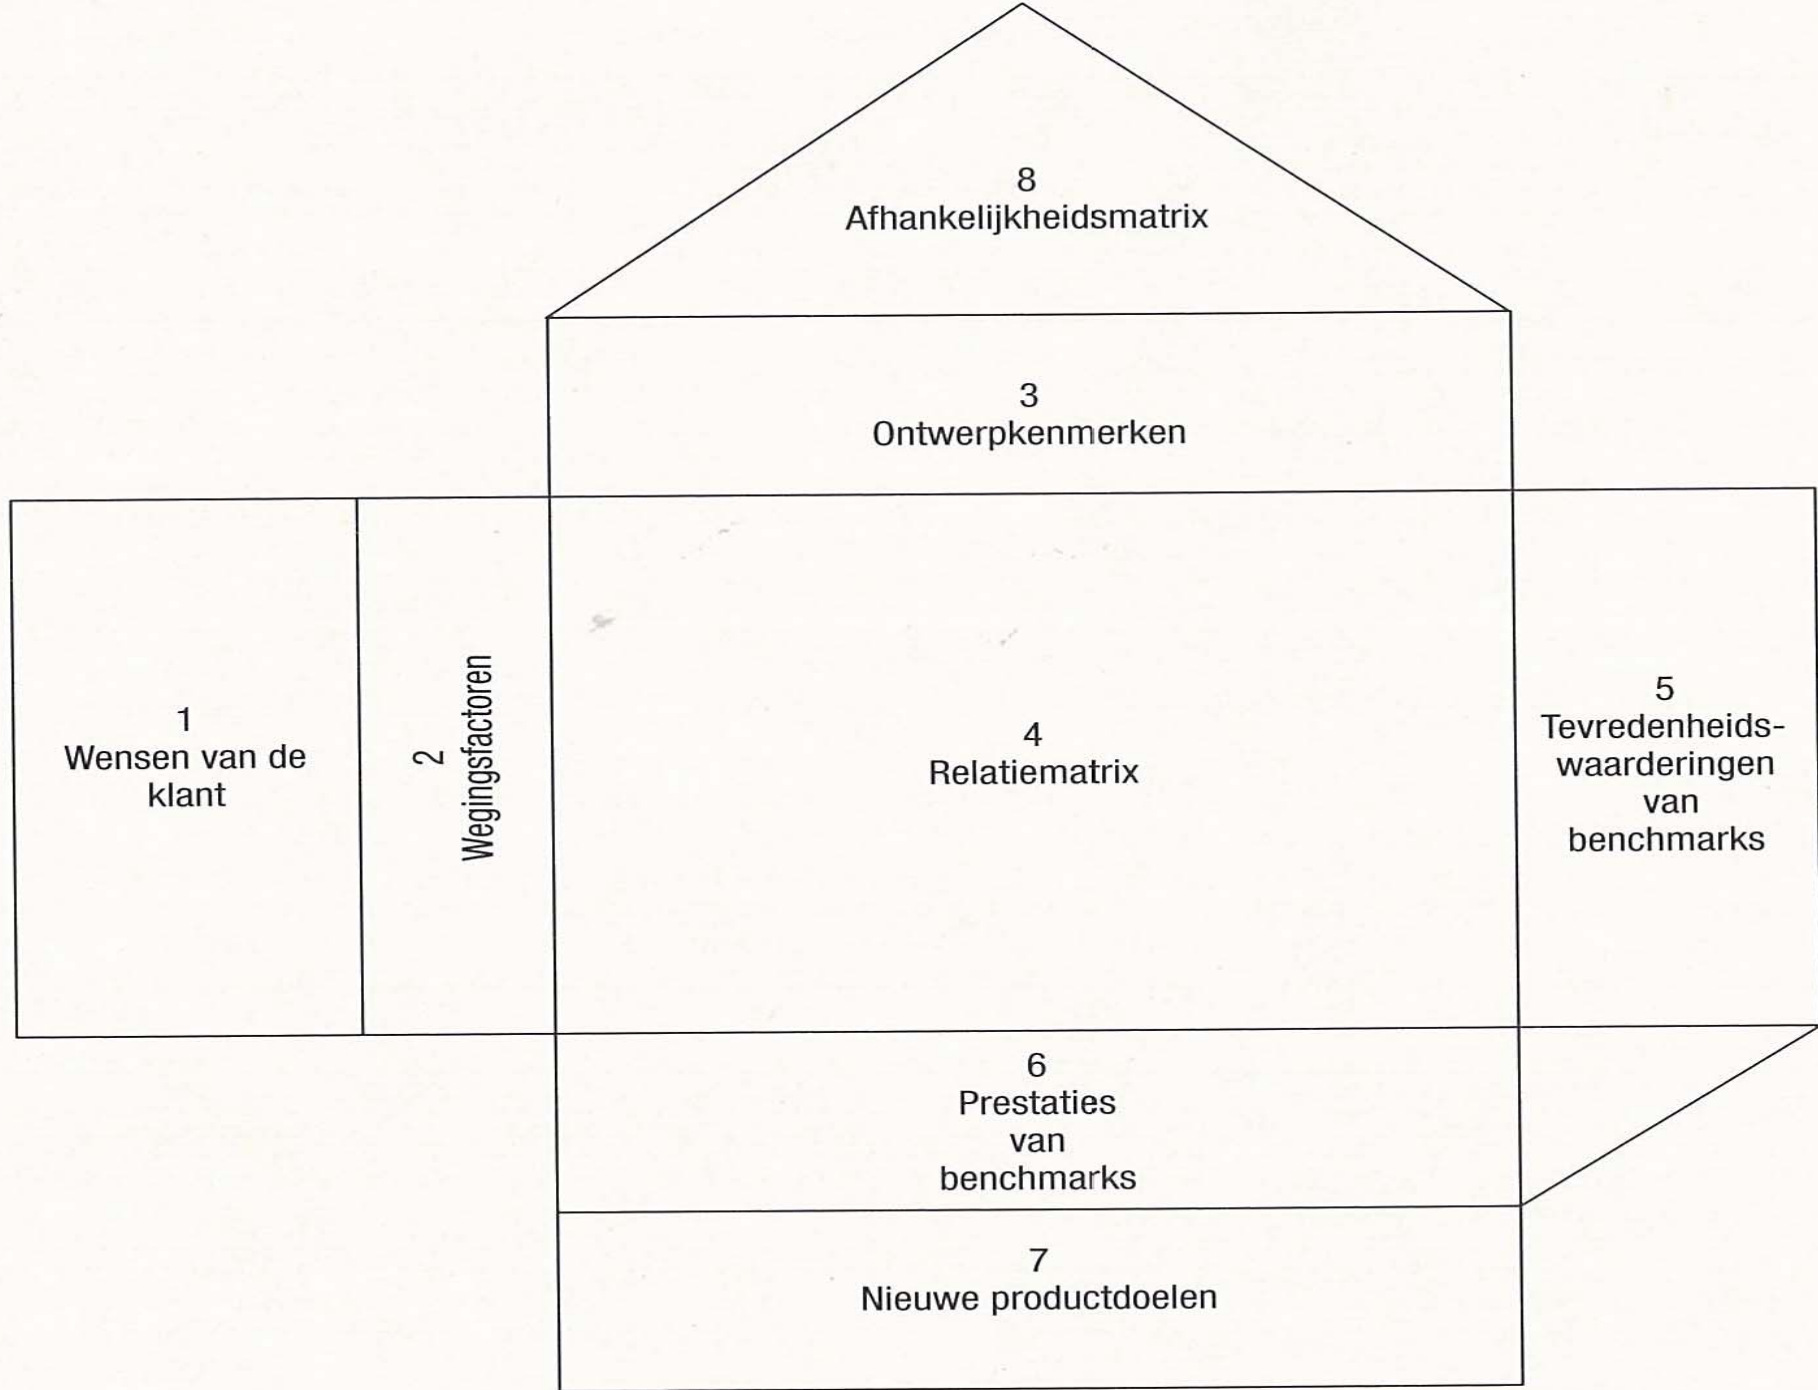 8
Afhankelijkheidsmatrix
3
Ontwerpkenmerken
1
Wensen van de
klant
2
Wegingsfactoren
4
Relatiematrix
5
Tevredenheids-
waarderingen
van
benchmarks
6
Prestaties
van
benchmarks
7
Nieuwe productdoelen